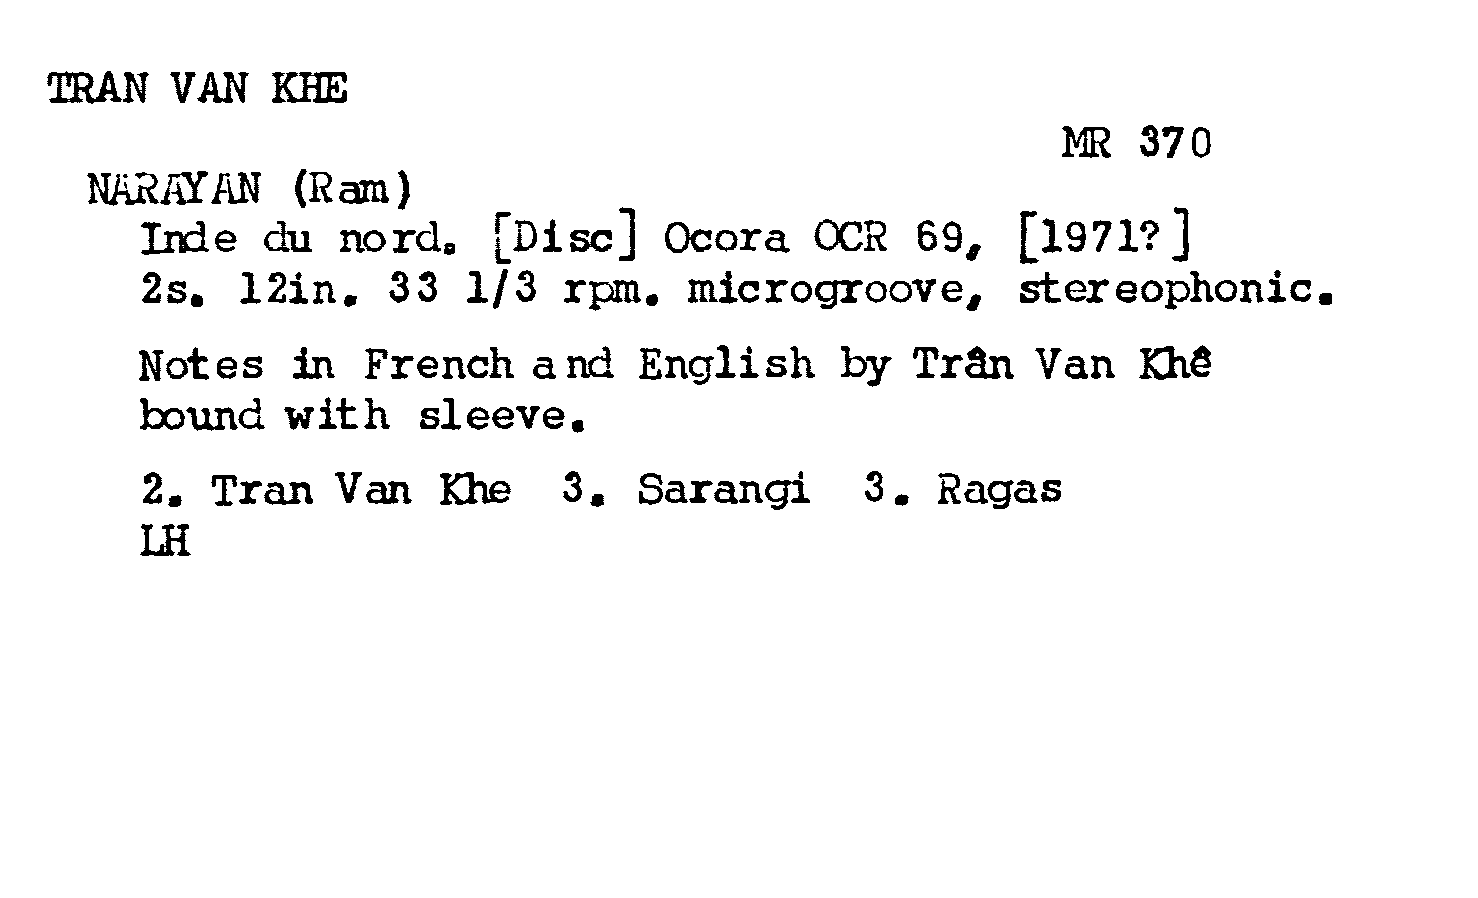 TRAN VAN KHE
MR 370
NARAYAN (Ram)
Inde du nord. [Disc] Ocora OCR 69, [1971?]
2s. 12in. 33 1/3 rpm. microgroove, stereophonic.
Notes in French and English by Trân Van Khê
bound with sleeve.
2. Tran Van Khe 3. Sarangi 3. Ragas
LH